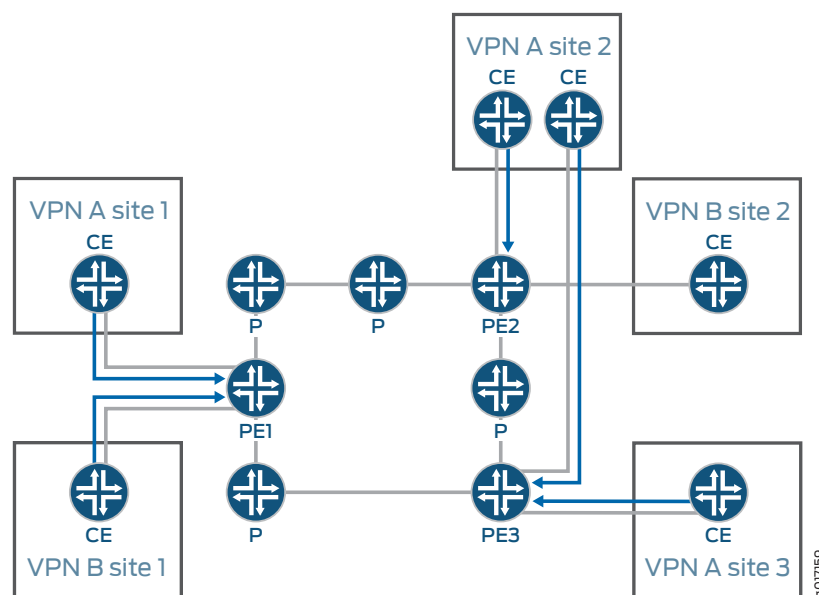 VPN A site 2
CE CE
VPN A site 1
CE
VPN B site 2
CE
P
P
PE2
PE1
P
CE
VPN B site 1
P
PE3
CE
VPN A site 3
g017159